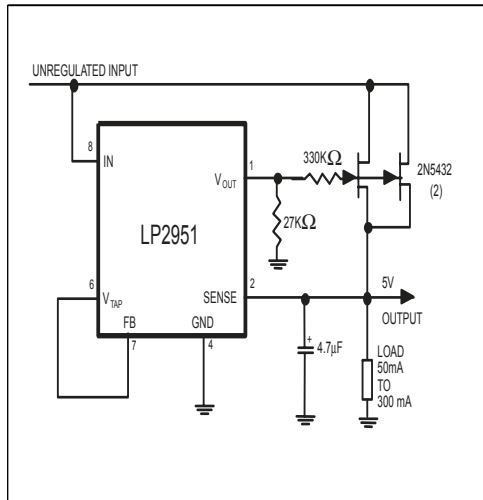 UNREGULATED INPUT
8
IN
1
V_OUT
330KΩ
2N5432
(2)
27KΩ
LP2951
6
V_TAP
SENSE
2
5V
OUTPUT
FB
GND
7
4
+
4.7µF
LOAD
50mA
TO
300 mA